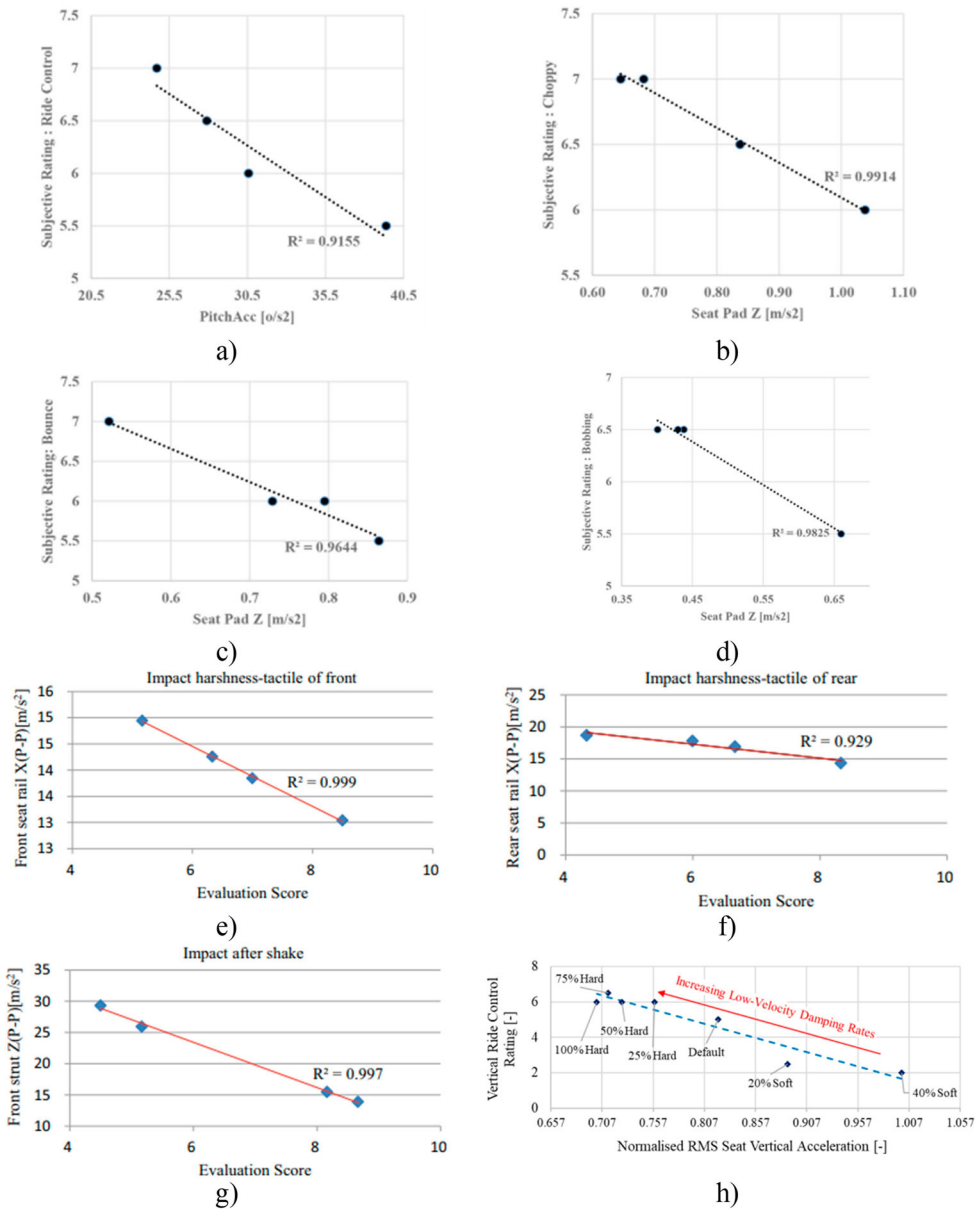 7.5
7
6.5
6
5.5
5
Subjective Rating : Ride Control
R² = 0.9155
20.5 25.5 30.5 35.5 40.5
PitchAcc [o/s2]
a)
7.5
7
6.5
6
5.5
Subjective Rating : Choppy
R² = 0.9914
0.60 0.70 0.80 0.90 1.00 1.10
Seat Pad Z [m/s2]
b)
7.5
7
6.5
6
5.5
5
Subjective Rating: Bounce
R² = 0.9644
0.5 0.6 0.7 0.8 0.9
Seat Pad Z [m/s2]
c)
7
6.5
6
5.5
5
Subjective Rating : Bobbing
R² = 0.9825
0.35 0.45 0.55 0.65
Seat Pad Z [m/s2]
d)
Impact harshness-tactile of front
16
15
15
14
14
13
13
Front seat rail X(P-P)[m/s²]
R² = 0.999
4 6 8 10
Evaluation Score
e)
Impact harshness-tactile of rear
25
20
15
10
5
0
Rear seat rail X(P-P)[m/s²]
R² = 0.929
4 6 8 10
Evaluation Score
f)
Impact after shake
35
30
25
20
15
10
Front strut Z(P-P)[m/s²]
R² = 0.997
4 6 8 10
Evaluation Score
g)
8
6
4
2
0
Vertical Ride Control
Rating [-]
75% Hard
100% Hard
50% Hard
25% Hard
Default
20% Soft
40% Soft
Increasing Low-Velocity Damping Rates
0.657 0.707 0.757 0.807 0.857 0.907 0.957 1.007 1.057
Normalised RMS Seat Vertical Acceleration [-]
h)